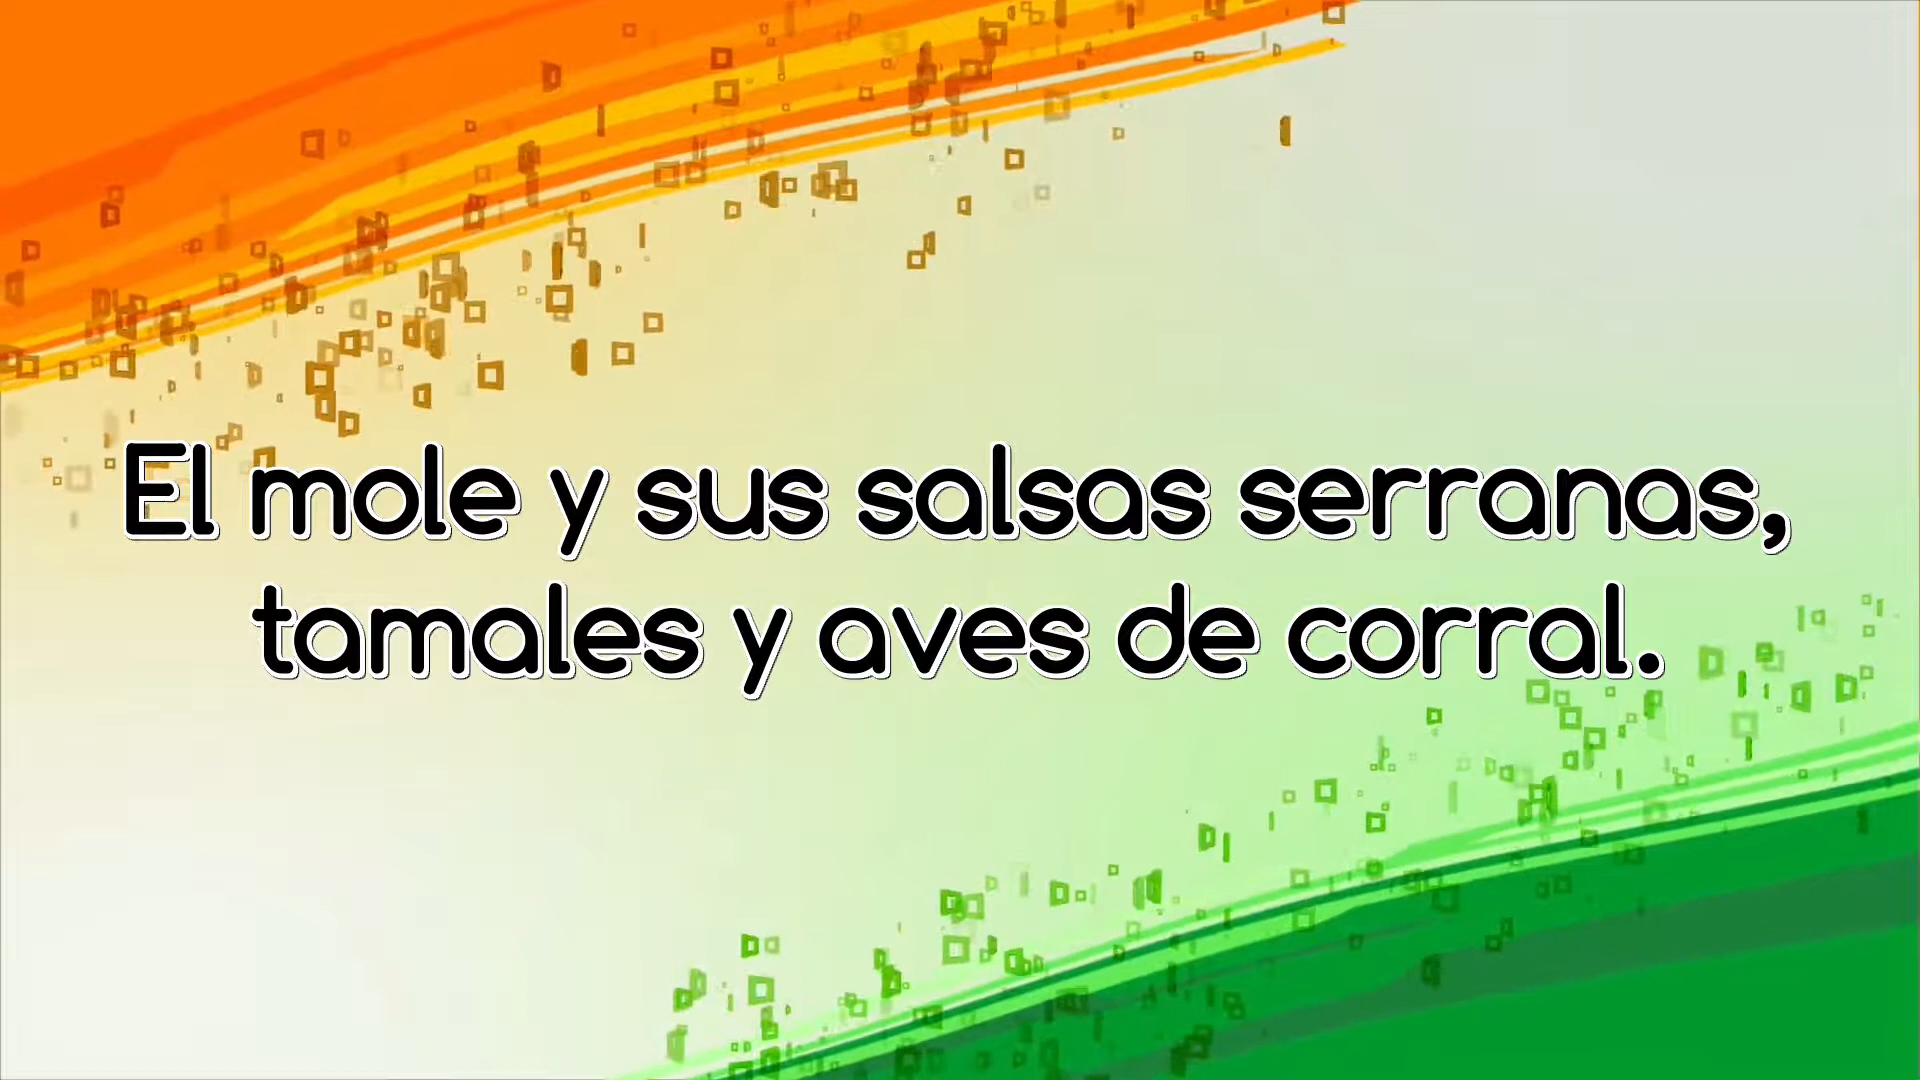 El mole y sus salsas serranas,
tamales y aves de corral.